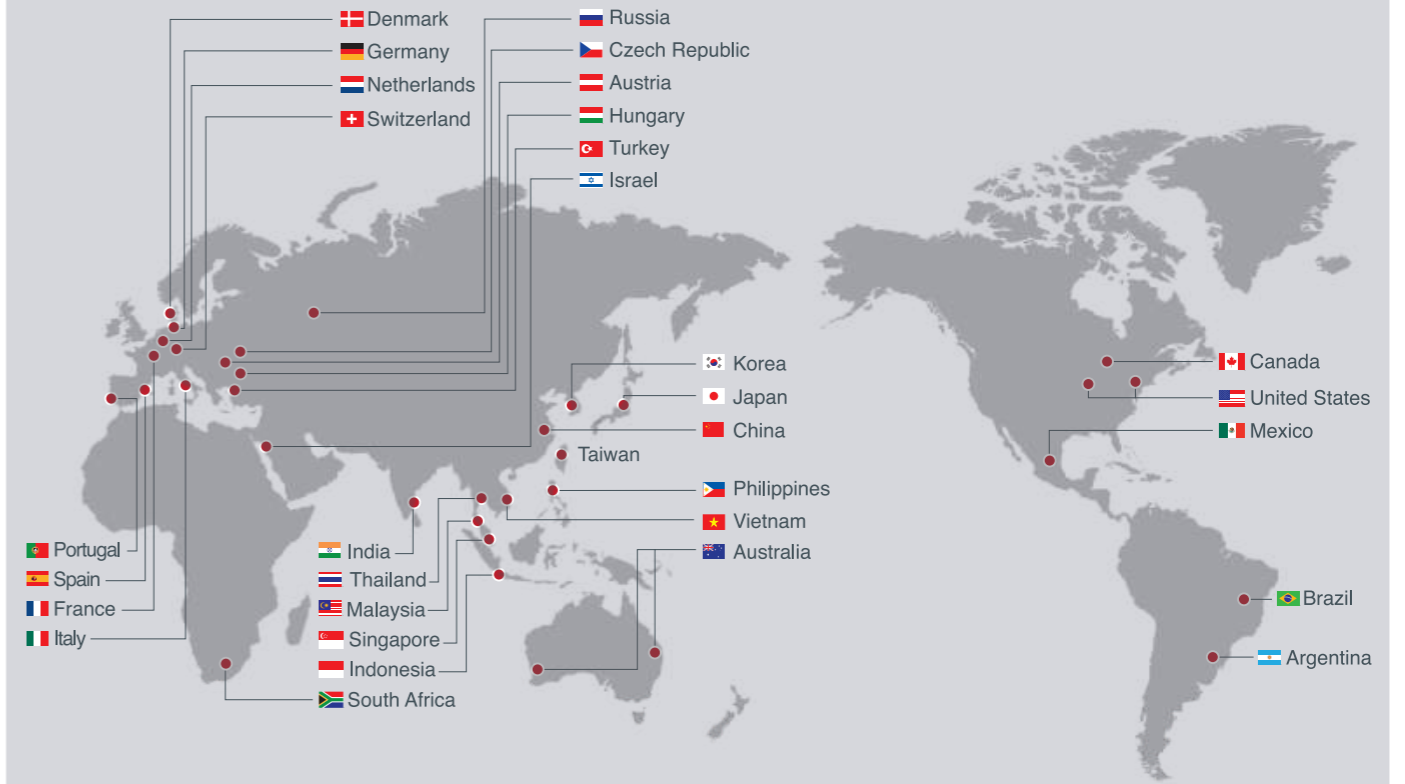 Denmark
Germany
Netherlands
Switzerland
Russia
Czech Republic
Austria
Hungary
Turkey
Israel
Korea
Japan
China
Taiwan
Philippines
Vietnam
Australia
Canada
United States
Mexico
Portugal
Spain
France
Italy
India
Thailand
Malaysia
Singapore
Indonesia
South Africa
Brazil
Argentina